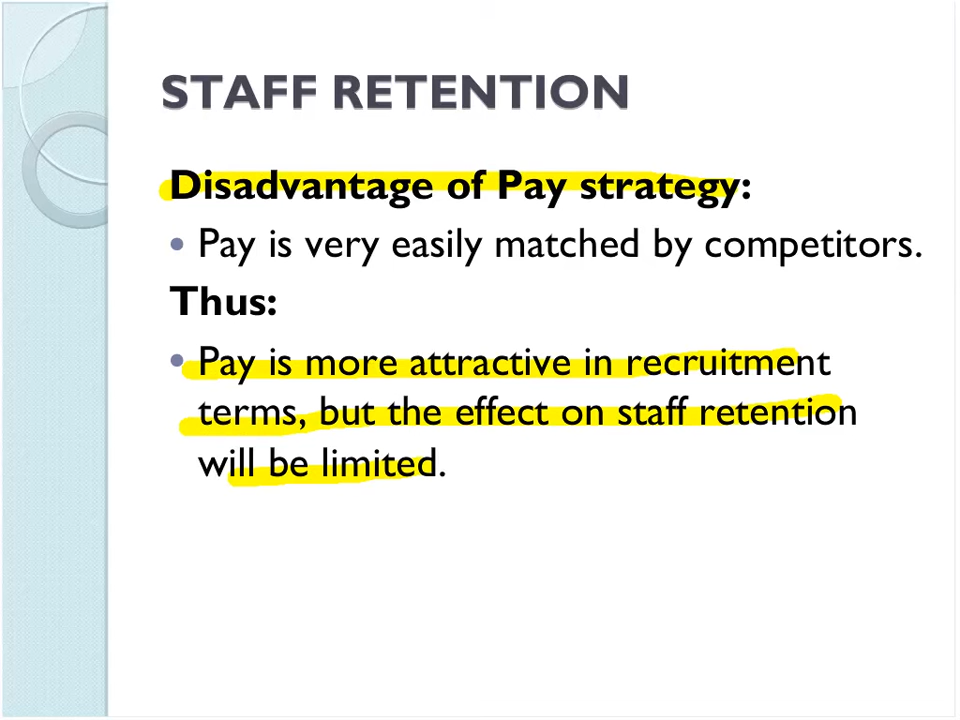 STAFF RETENTION
Disadvantage of Pay strategy:
• Pay is very easily matched by competitors.
Thus:
• Pay is more attractive in recruitment
terms, but the effect on staff retention
will be limited.